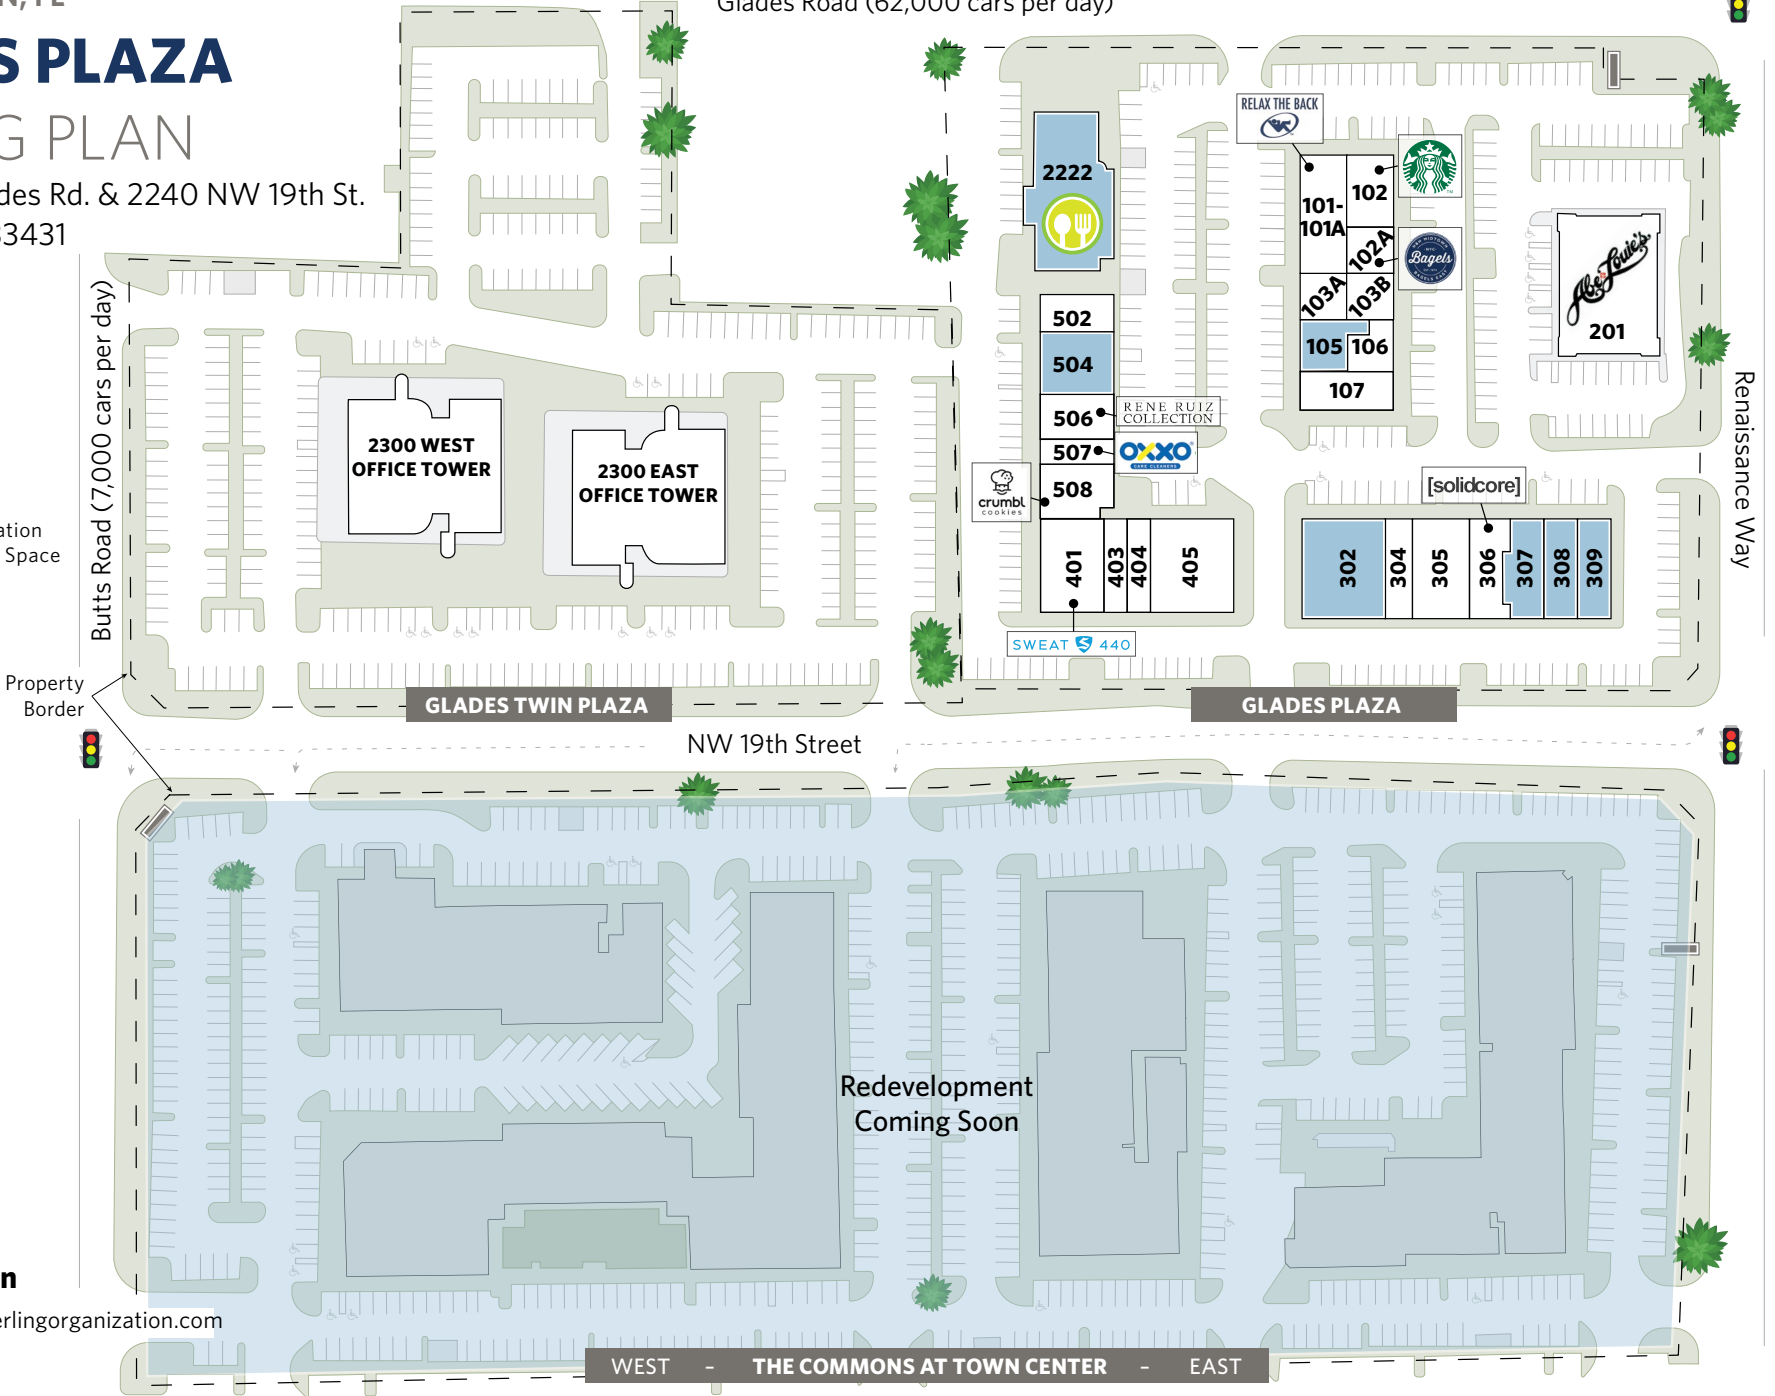 N, FL
Glades Road (62,000 cars per day)
S PLAZA
G PLAN
des Rd. & 2240 NW 19th St.
33431
RELAX THE BACK
2222
102
101-
101A
102A
Bagels
103A
103B
Abe & Louie's
201
502
105
106
504
107
506
RENE RUIZ
COLLECTION
507
OXXO
CARE CLEANERS
508
crumbl
cookies
2300 WEST
OFFICE TOWER
2300 EAST
OFFICE TOWER
Butts Road (7,000 cars per day)
Renaissance Way
[solidcore]
401
403
404
405
302
304
305
306
307
308
309
ation
Space
SWEAT 440
Property
Border
GLADES TWIN PLAZA
GLADES PLAZA
NW 19th Street
Redevelopment
Coming Soon
n
erlingorganization.com
WEST - THE COMMONS AT TOWN CENTER - EAST